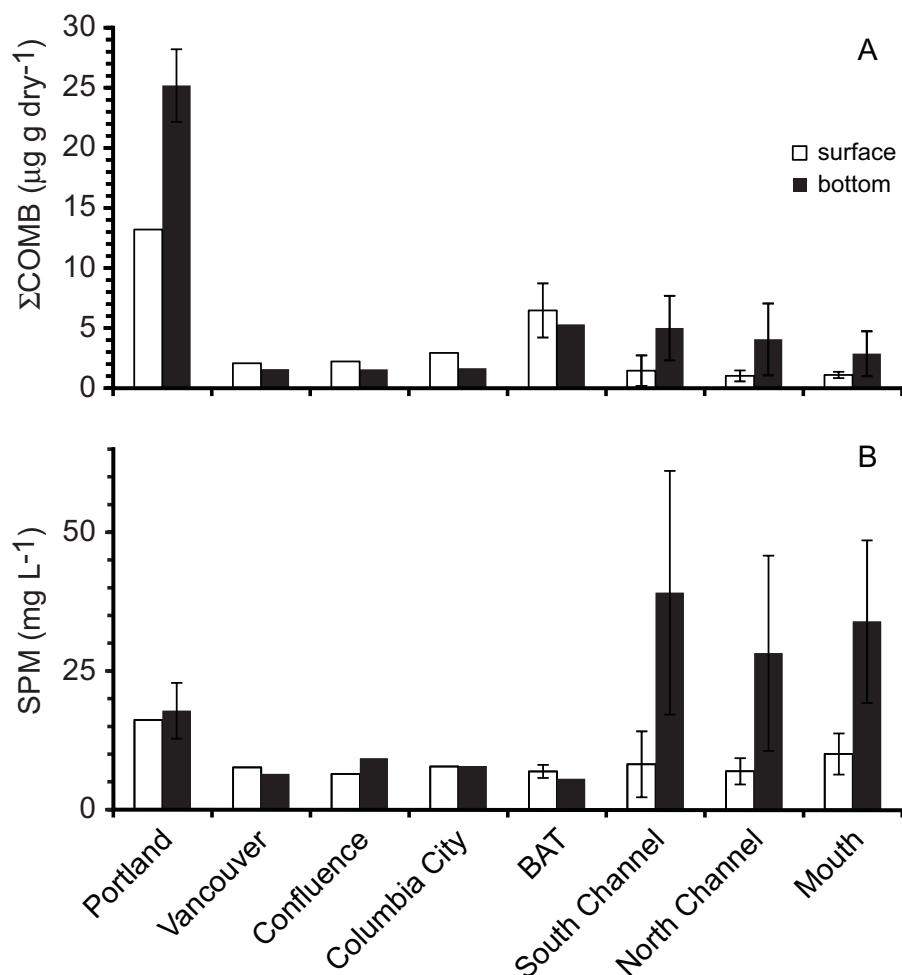 A
30
25
20
15
10
5
0
ΣCOMB (µg g dry-1)
surface
bottom
B
50
25
0
SPM (mg L-1)
Portland
Vancouver
Confluence
Columbia City
BAT
South Channel
North Channel
Mouth